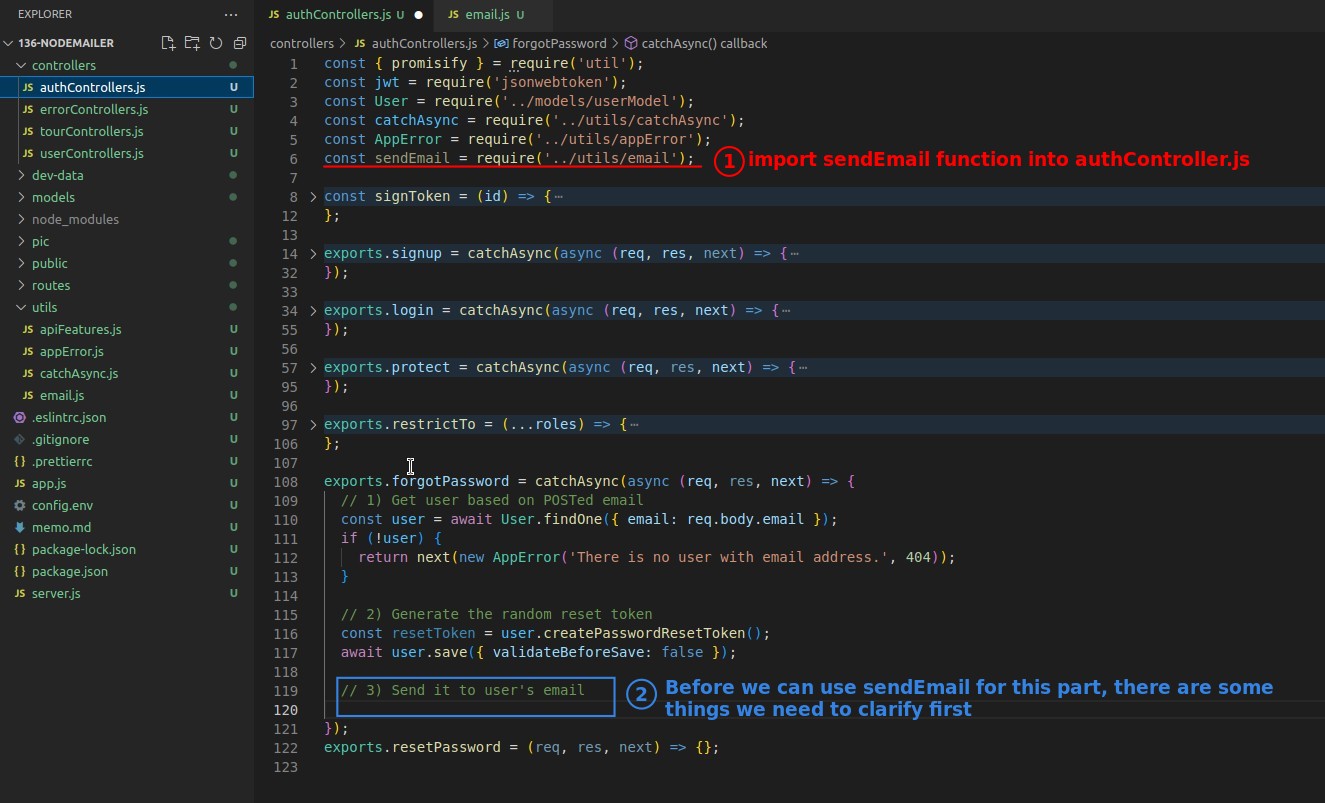 EXPLORER
···
JS authControllers.js U ●
JS email.js U
136-NODEMAILER
controllers > JS authControllers.js > forgotPassword > catchAsync() callback
controllers
JS authControllers.js U
JS errorControllers.js U
JS tourControllers.js U
JS userControllers.js U
dev-data
models
node_modules
pic
public
routes
utils
JS apiFeatures.js U
JS appError.js U
JS catchAsync.js U
JS email.js U
.eslintrc.json U
.gitignore U
{} .prettierrc U
JS app.js U
config.env U
memo.md U
{} package-lock.json U
{} package.json U
JS server.js U
1 const { promisify } = require('util');
2 const jwt = require('jsonwebtoken');
3 const User = require('../models/userModel');
4 const catchAsync = require('../utils/catchAsync');
5 const AppError = require('../utils/appError');
6 const sendEmail = require('../utils/email');
1 import sendEmail function into authController.js
7
8 const signToken = (id) => {···
12 };
13
14 exports.signup = catchAsync(async (req, res, next) => {···
32 });
33
34 exports.login = catchAsync(async (req, res, next) => {···
55 });
56
57 exports.protect = catchAsync(async (req, res, next) => {···
95 });
96
97 exports.restrictTo = (...roles) => {···
106 };
107
108 exports.forgotPassword = catchAsync(async (req, res, next) => {
109 // 1) Get user based on POSTed email
110 const user = await User.findOne({ email: req.body.email });
111 if (!user) {
112 return next(new AppError('There is no user with email address.', 404));
113 }
114
115 // 2) Generate the random reset token
116 const resetToken = user.createPasswordResetToken();
117 await user.save({ validateBeforeSave: false });
118
119 // 3) Send it to user's email
120
2 Before we can use sendEmail for this part, there are some
things we need to clarify first
121 });
122 exports.resetPassword = (req, res, next) => {};
123